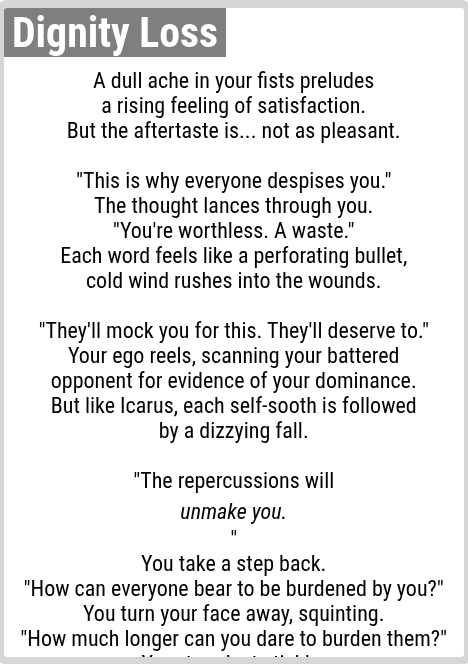 Dignity Loss
A dull ache in your fists preludes
a rising feeling of satisfaction.
But the aftertaste is... not as pleasant.
"This is why everyone despises you."
The thought lances through you.
"You're worthless. A waste."
Each word feels like a perforating bullet,
cold wind rushes into the wounds.
"They'll mock you for this. They'll deserve to."
Your ego reels, scanning your battered
opponent for evidence of your dominance.
But like Icarus, each self-sooth is followed
by a dizzying fall.
"The repercussions will
unmake you.
"
You take a step back.
"How can everyone bear to be burdened by you?"
You turn your face away, squinting.
"How much longer can you dare to burden them?"